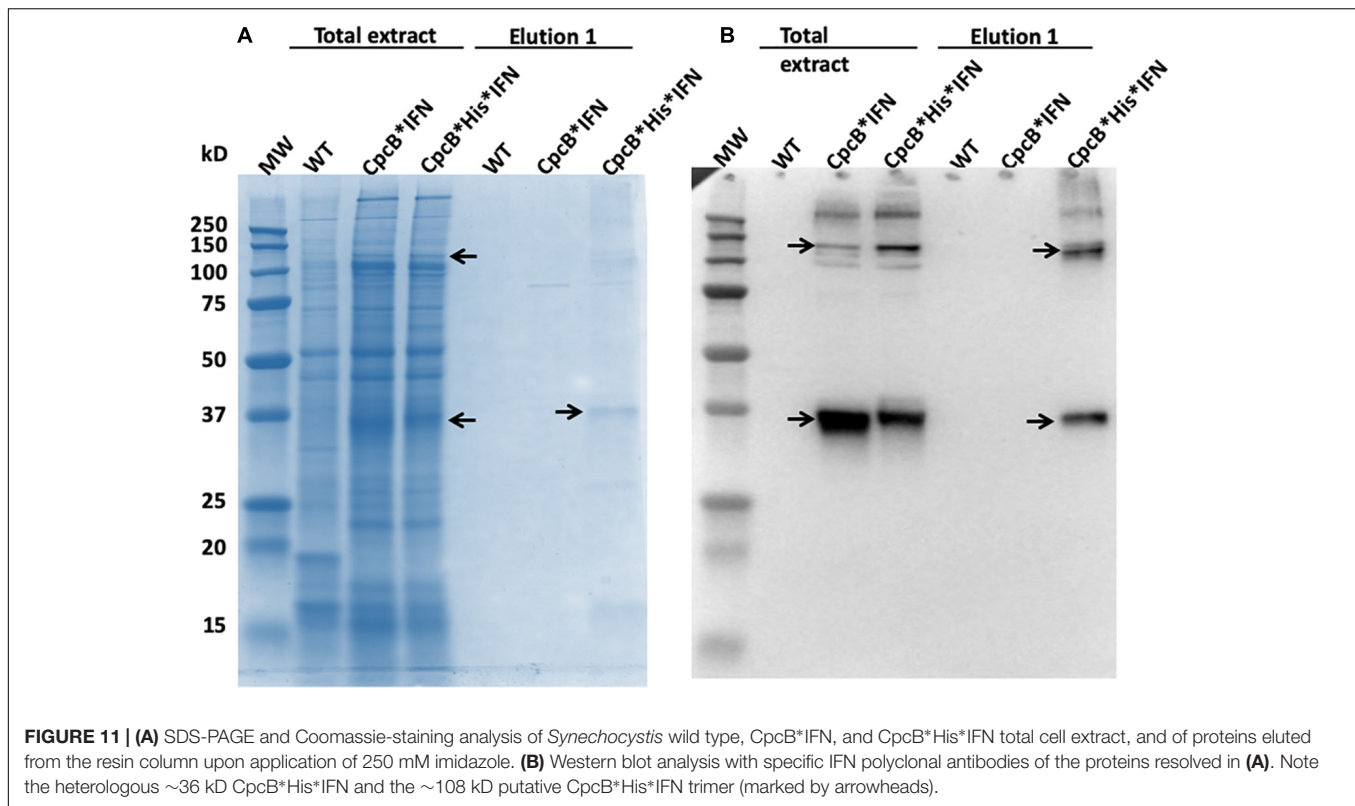 A
Total extract
Elution 1
kD
MW
WT
CpcB*IFN
CpcB*His*IFN
WT
CpcB*IFN
CpcB*His*IFN
250
150
100
75
50
37
25
20
15
B
Total
extract
Elution 1
MW
WT
CpcB*IFN
CpcB*His*IFN
WT
CpcB*IFN
CpcB*His*IFN
FIGURE 11 | (A) SDS-PAGE and Coomassie-staining analysis of Synechocystis wild type, CpcB*IFN, and CpcB*His*IFN total cell extract, and of proteins eluted
from the resin column upon application of 250 mM imidazole. (B) Western blot analysis with specific IFN polyclonal antibodies of the proteins resolved in (A). Note
the heterologous ∼36 kD CpcB*His*IFN and the ∼108 kD putative CpcB*His*IFN trimer (marked by arrowheads).